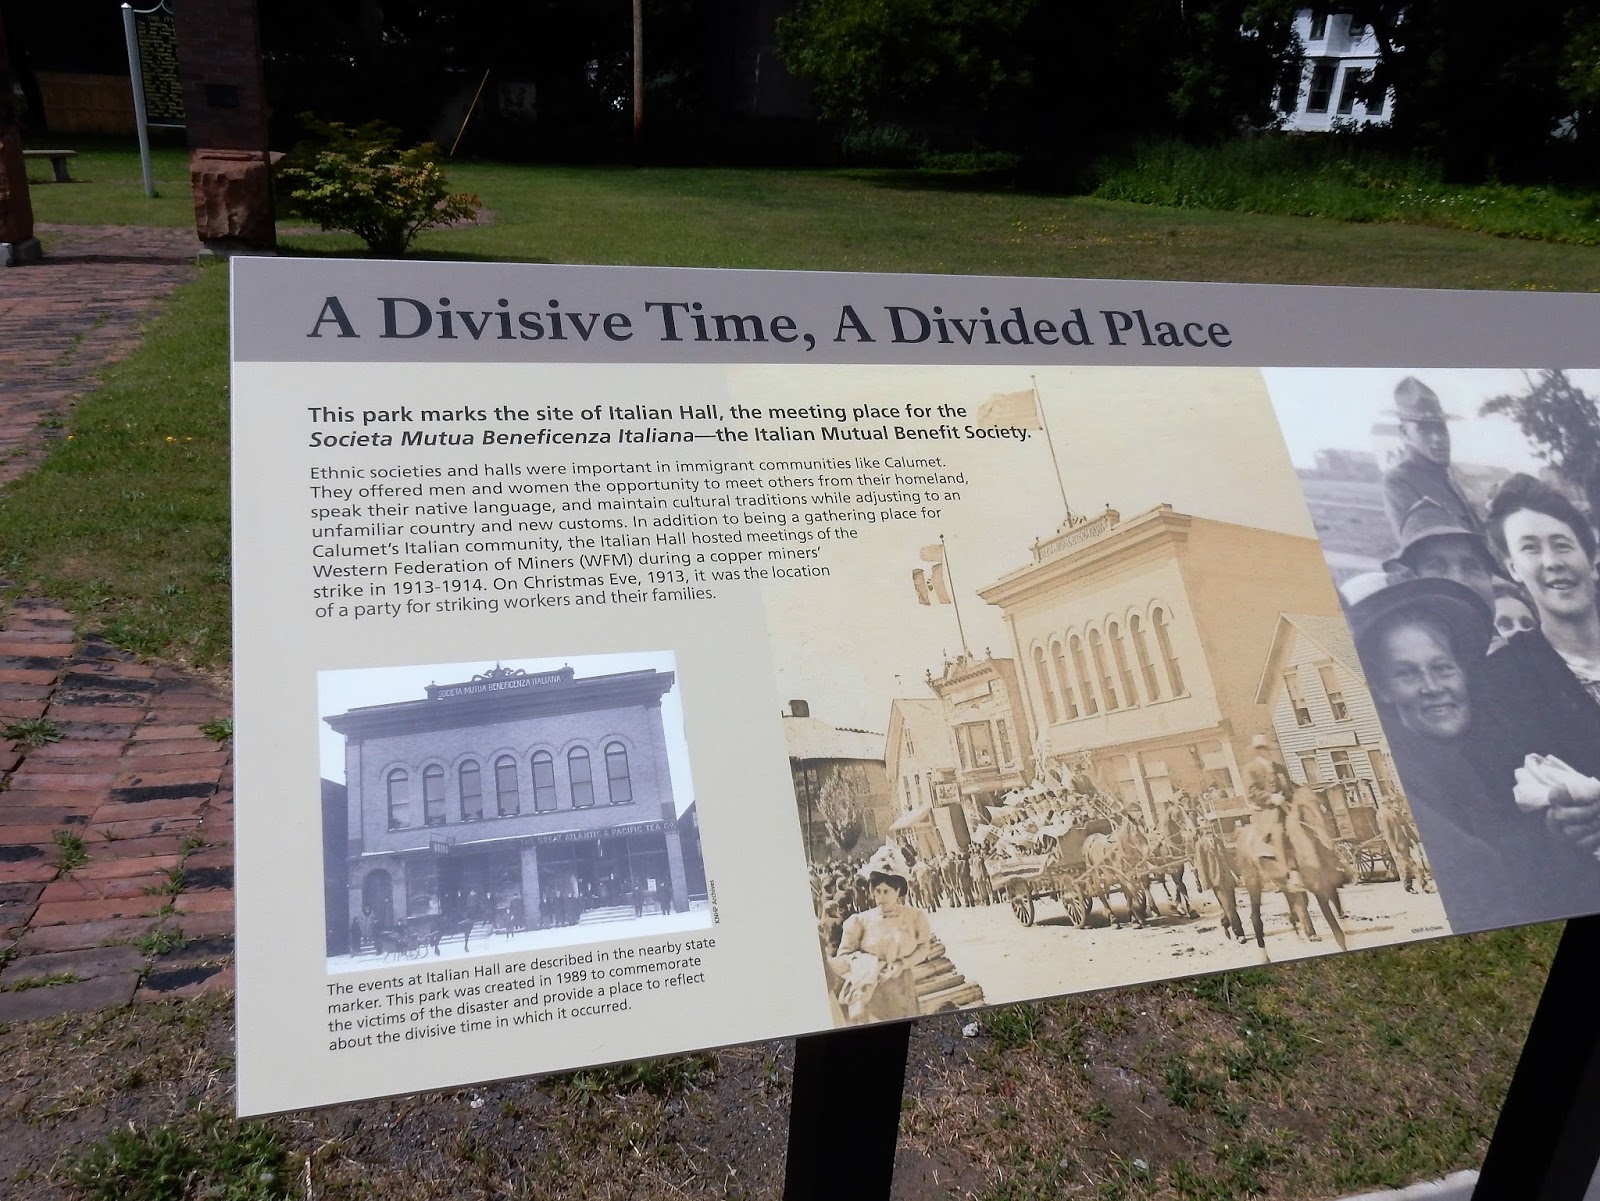 A Divisive Time, A Divided Place
This park marks the site of Italian Hall, the meeting place for the
Societa Mutua Beneficenza Italiana—the Italian Mutual Benefit Society.
Ethnic societies and halls were important in immigrant communities like Calumet.
They offered men and women the opportunity to meet others from their homeland,
speak their native language, and maintain cultural traditions while adjusting to an
unfamiliar country and new customs. In addition to being a gathering place for
Calumet's Italian community, the Italian Hall hosted meetings of the
Western Federation of Miners (WFM) during a copper miners'
strike in 1913-1914. On Christmas Eve, 1913, it was the location
of a party for striking workers and their families.
SOCIETA MUTUA BENEFICENZA ITALIANA
THE GREAT ATLANTIC & PACIFIC TEA CO.
KNHP Archives
The events at Italian Hall are described in the nearby state
marker. This park was created in 1989 to commemorate
the victims of the disaster and provide a place to reflect
about the divisive time in which it occurred.
KNHP Archives